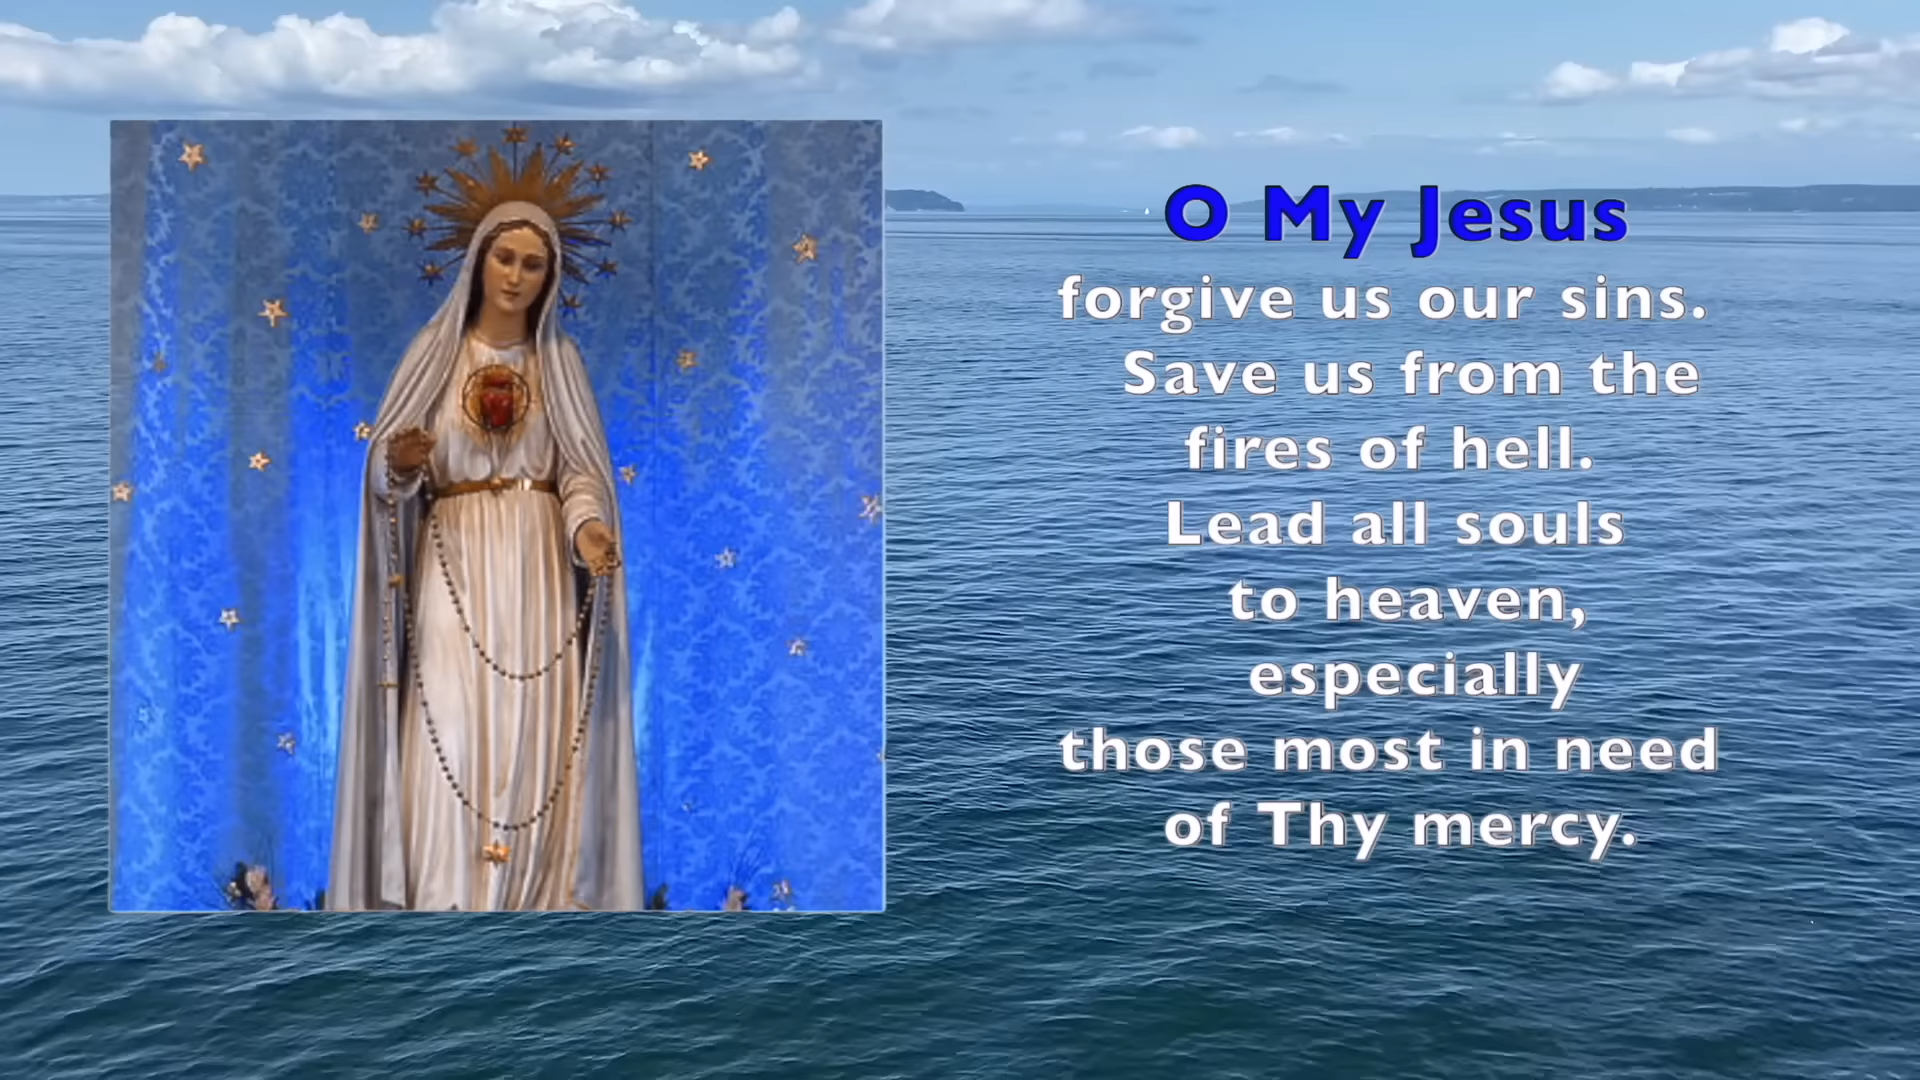 O My Jesus
forgive us our sins.
Save us from the
fires of hell.
Lead all souls
to heaven,
especially
those most in need
of Thy mercy.